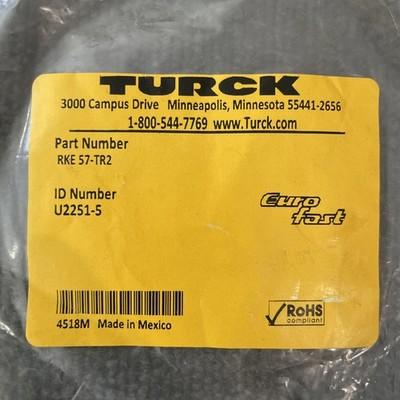 TURCK
3000 Campus Drive Minneapolis, Minnesota 55441-2656
1-800-544-7769 www.Turck.com
Part Number
RKE 57-TR2
ID Number
U2251-5
Euro
fast
RoHS
compliant
4518M Made in Mexico